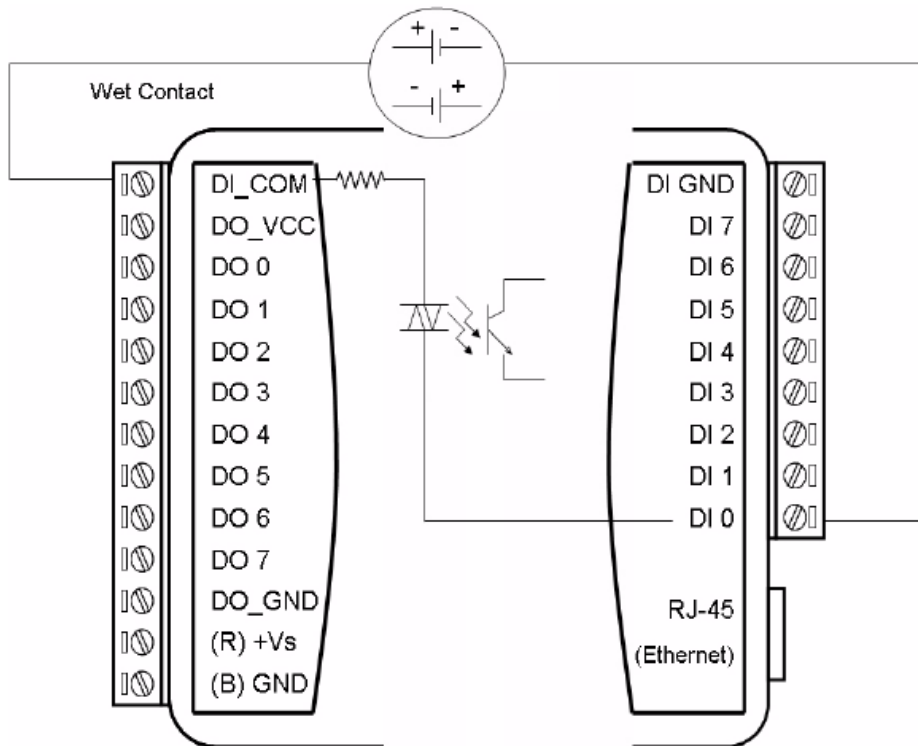 + -
- +
Wet Contact
DI_COM
DO_VCC
DO 0
DO 1
DO 2
DO 3
DO 4
DO 5
DO 6
DO 7
DO_GND
(R) +Vs
(B) GND
DI GND
DI 7
DI 6
DI 5
DI 4
DI 3
DI 2
DI 1
DI 0
RJ-45
(Ethernet)